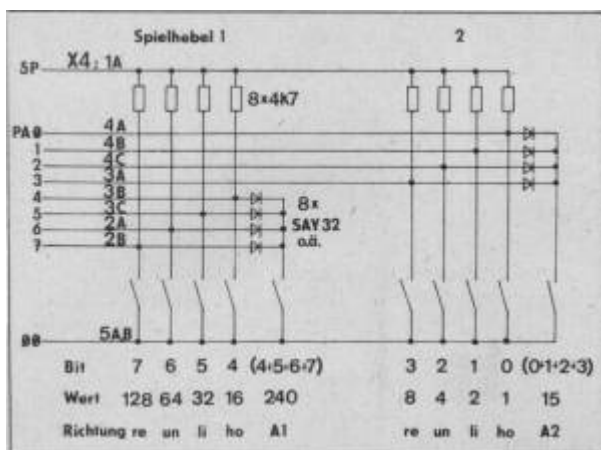 Spielhebel 1 2
5P X4: 1A
8×4k7
PA0 4A
1 4B
2 4C
3 3A
4 3B
5 3C
6 2A
7 2B
8×
SAY 32
o.ä.
00 5A,B
Bit 7 6 5 4 (4+5+6+7) 3 2 1 0 (0+1+2+3)
Wert 128 64 32 16 240 8 4 2 1 15
Richtung re un li ho A1 re un li ho A2